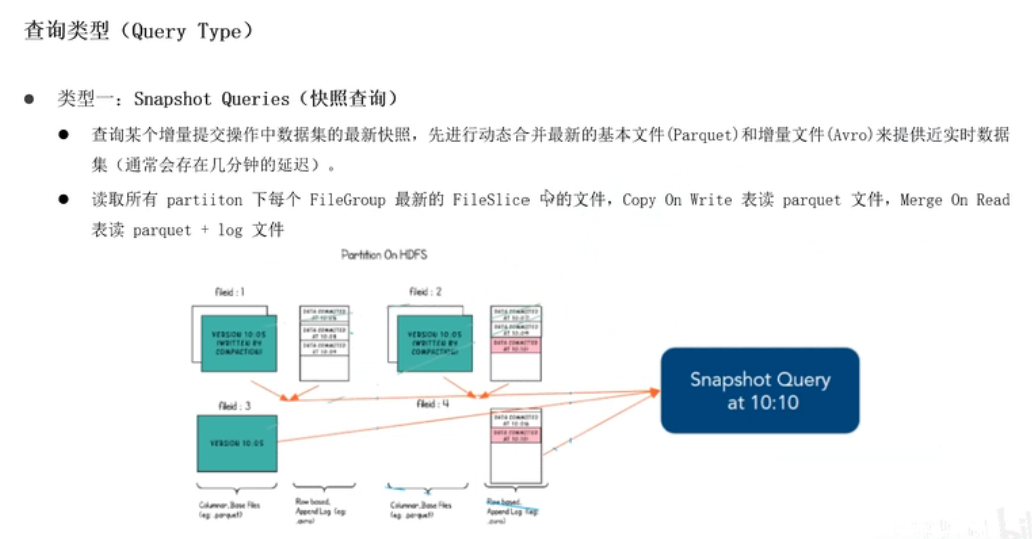 查询类型（Query Type）
● 类型一：Snapshot Queries（快照查询）
● 查询某个增量提交操作中数据集的最新快照，先进行动态合并最新的基本文件(Parquet)和增量文件(Avro)来提供近实时数据
集（通常会存在几分钟的延迟）。
● 读取所有 partiiton 下每个 FileGroup 最新的 FileSlice 中的文件，Copy On Write 表读 parquet 文件，Merge On Read
表读 parquet + log 文件
Partition On HDFS
fileid : 1
fileid : 2
VERSION 10:05
(WRITTEN BY
COMPACTION)
DATA COMMITTED
DATA COMMITTED
AT 10:08
DATA COMMITTED
AT 10:09
VERSION 10:05
(WRITTEN BY
COMPACTION)
DATA COMMITTED
DATA COMMITTED
AT 10:09
DATA COMMITTED
AT 10:10
Snapshot Query
at 10:10
fileid : 3
fileid : 4
VERSION 10:05
DATA COMMITTED
AT 10:06
DATA COMMITTED
AT 10:10
Columnar, Base Files
(eg: .parquet)
Row based,
Append Log (eg:
.avro)
Columnar, Base Files
(eg: .parquet)
Row based,
Append Log (eg:
.avro)